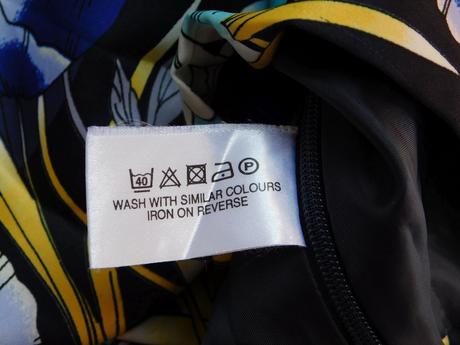 40 P
WASH WITH SIMILAR COLOURS
IRON ON REVERSE